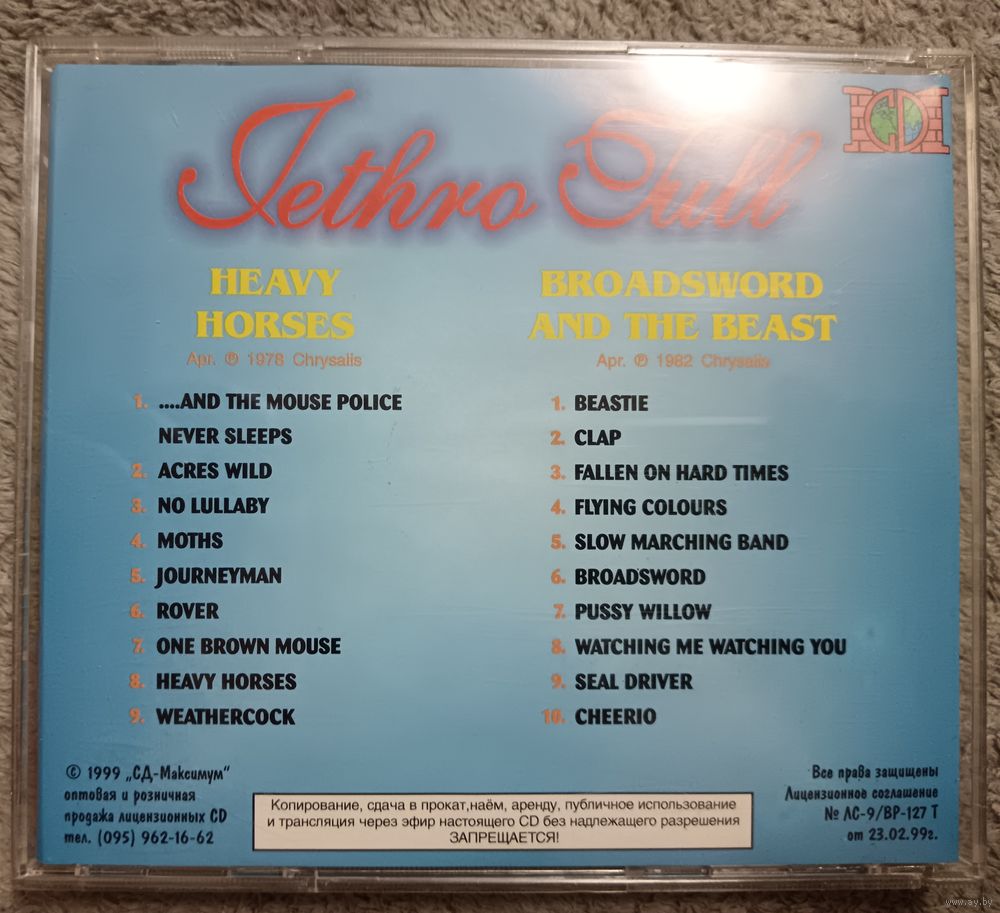 Jethro Tull
CDM
HEAVY
HORSES
Apr. ℗ 1978 Chrysalis
1. ....AND THE MOUSE POLICE
NEVER SLEEPS
2. ACRES WILD
3. NO LULLABY
4. MOTHS
5. JOURNEYMAN
6. ROVER
7. ONE BROWN MOUSE
8. HEAVY HORSES
9. WEATHERCOCK
BROADSWORD
AND THE BEAST
Apr. ℗ 1982 Chrysalis
1. BEASTIE
2. CLAP
3. FALLEN ON HARD TIMES
4. FLYING COLOURS
5. SLOW MARCHING BAND
6. BROADSWORD
7. PUSSY WILLOW
8. WATCHING ME WATCHING YOU
9. SEAL DRIVER
10. CHEERIO
© 1999 „СД-Максимум"
оптовая и розничная
продажа лицензионных CD
тел. (095) 962-16-62
Копирование, сдача в прокат,наём, аренду, публичное использование
и трансляция через эфир настоящего CD без надлежащего разрешения
ЗАПРЕЩАЕТСЯ!
Все права защищены
Лицензионное соглашение
№ ЛС-9/ВР-127 Т
от 23.02.99г.
www.ay.by